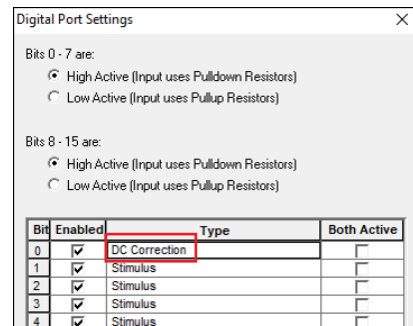 Digital Port Settings
Bits 0 - 7 are:
High Active (Input uses Pulldown Resistors)
Low Active (Input uses Pullup Resistors)
Bits 8 - 15 are:
High Active (Input uses Pulldown Resistors)
Low Active (Input uses Pullup Resistors)
Bit Enabled Type Both Active
0 DC Correction
1 Stimulus
2 Stimulus
3 Stimulus
4 Stimulus